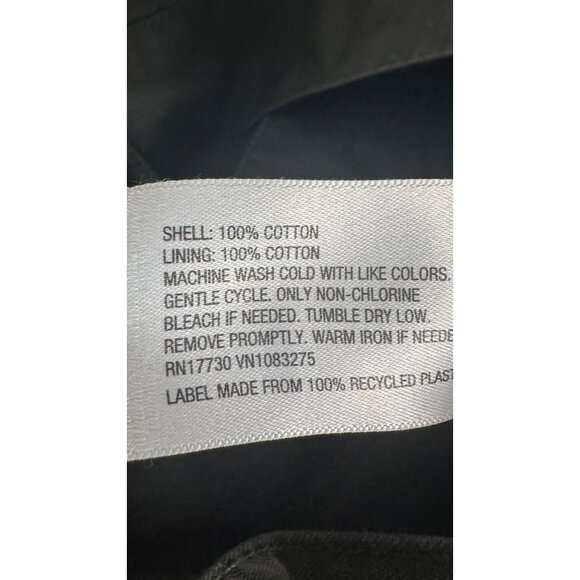 SHELL: 100% COTTON
LINING: 100% COTTON
MACHINE WASH COLD WITH LIKE COLORS.
GENTLE CYCLE. ONLY NON-CHLORINE
BLEACH IF NEEDED. TUMBLE DRY LOW.
REMOVE PROMPTLY. WARM IRON IF NEEDE
RN17730 VN1083275
LABEL MADE FROM 100% RECYCLED PLAST